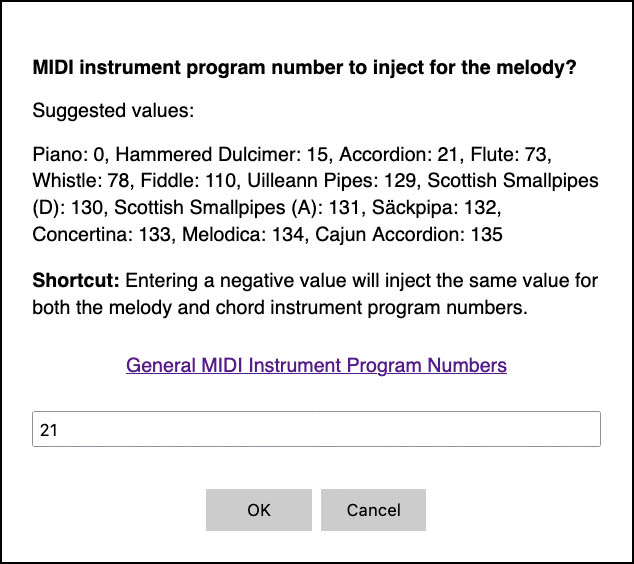 MIDI instrument program number to inject for the melody?
Suggested values:
Piano: 0, Hammered Dulcimer: 15, Accordion: 21, Flute: 73,
Whistle: 78, Fiddle: 110, Uilleann Pipes: 129, Scottish Smallpipes
(D): 130, Scottish Smallpipes (A): 131, Säckpipa: 132,
Concertina: 133, Melodica: 134, Cajun Accordion: 135
Shortcut: Entering a negative value will inject the same value for
both the melody and chord instrument program numbers.
General MIDI Instrument Program Numbers
21
OK Cancel